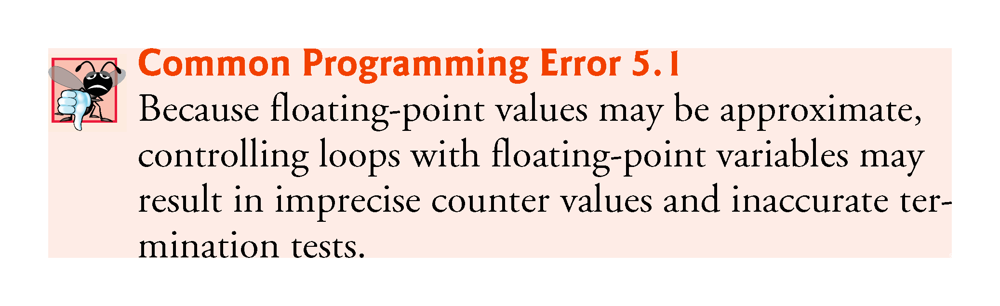 Common Programming Error 5.1
Because floating-point values may be approximate,
controlling loops with floating-point variables may
result in imprecise counter values and inaccurate ter-
mination tests.